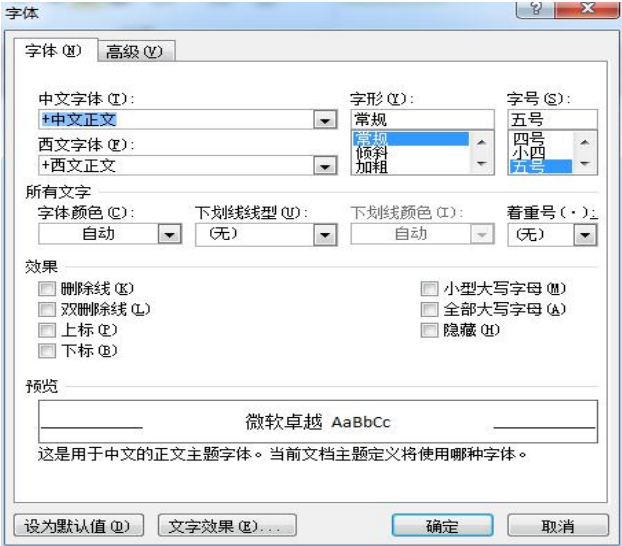 字体
字体(N) 高级(V)
中文字体(T): 字形(Y): 字号(S):
+中文正文 常规 五号
西文字体(F): 常规 四号
倾斜 小四
+西文正文 加粗 五号
所有文字
字体颜色(C): 下划线线型(U): 下划线颜色(I): 着重号(·):
自动 (无) 自动 (无)
效果
删除线(K) 小型大写字母(M)
双删除线(L) 全部大写字母(A)
上标(P) 隐藏(H)
下标(B)
预览
微软卓越 AaBbCc
这是用于中文的正文主题字体。当前文档主题定义将使用哪种字体。
设为默认值(D) 文字效果(E)... 确定 取消